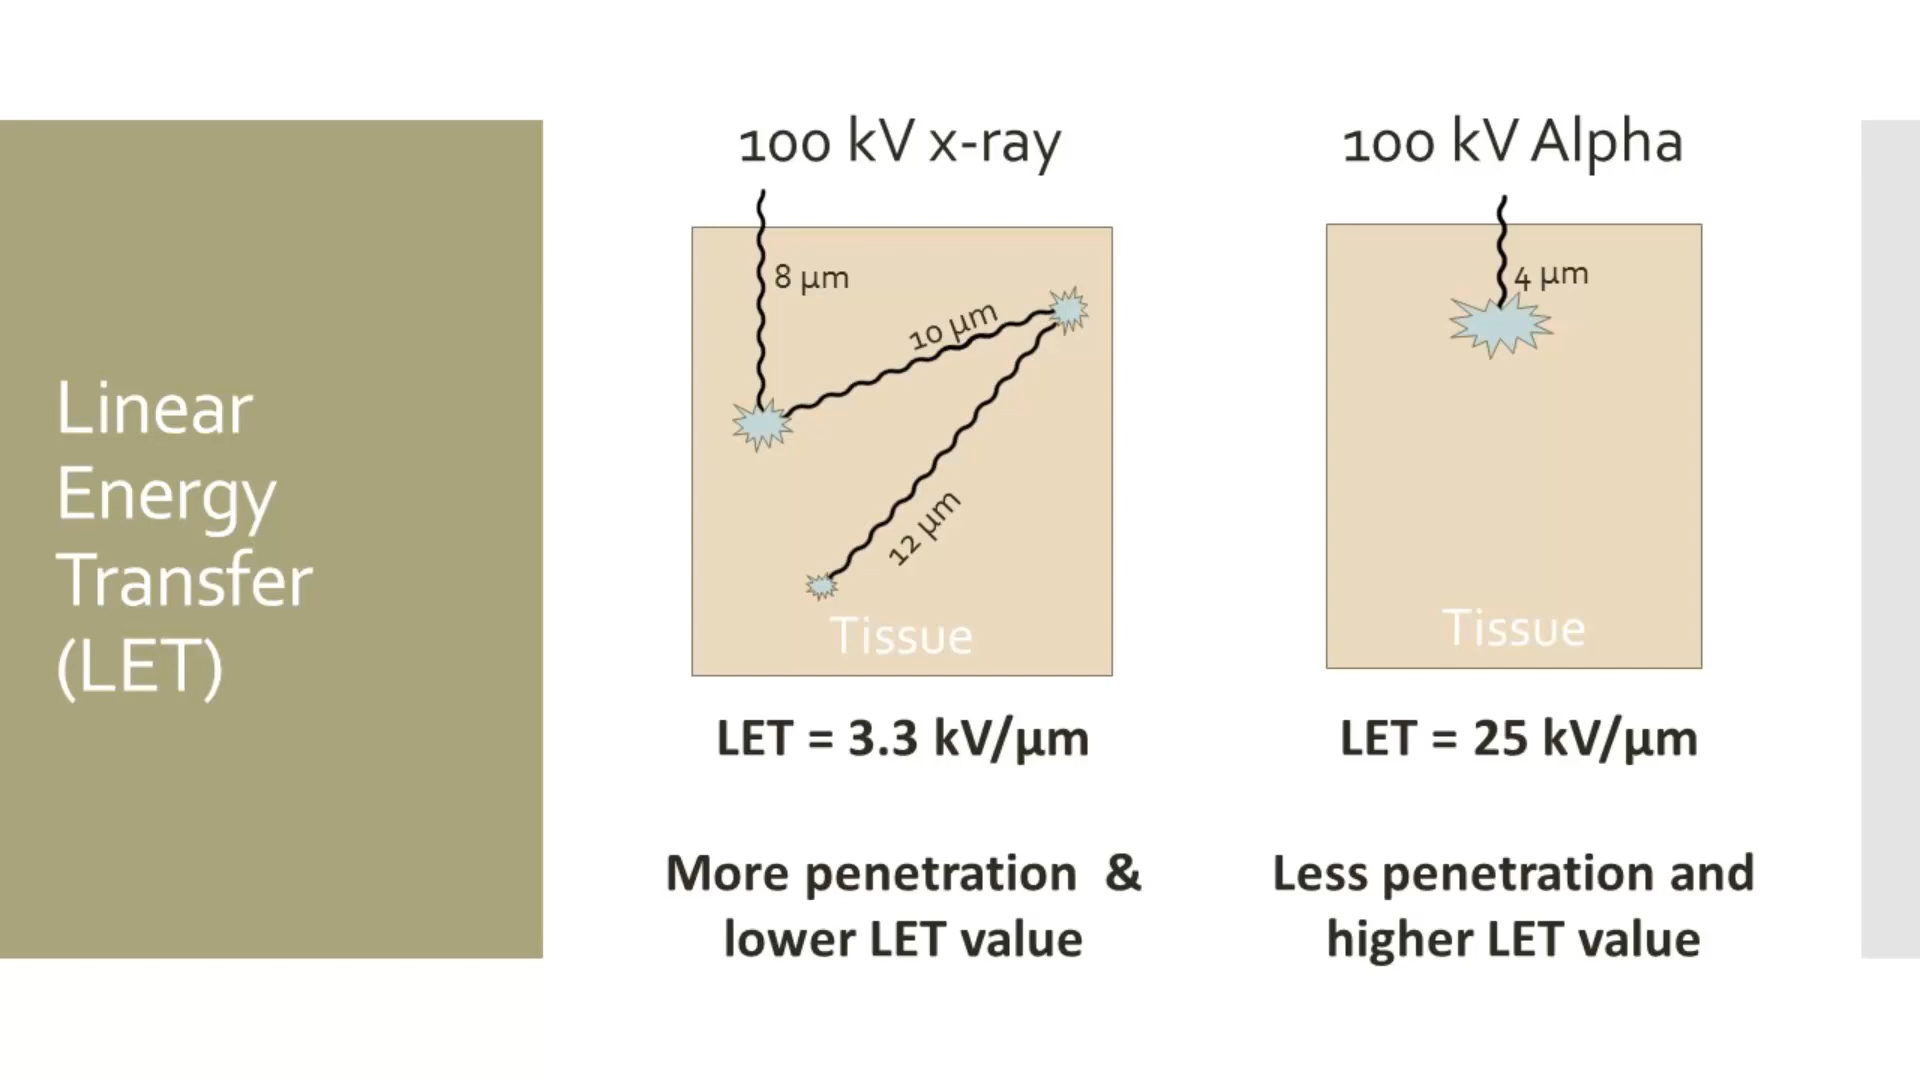 Linear
Energy
Transfer
(LET)
100 kV x-ray
8 µm
10 µm
12 µm
Tissue
LET = 3.3 kV/µm
More penetration &
lower LET value
100 kV Alpha
4 µm
Tissue
LET = 25 kV/µm
Less penetration and
higher LET value